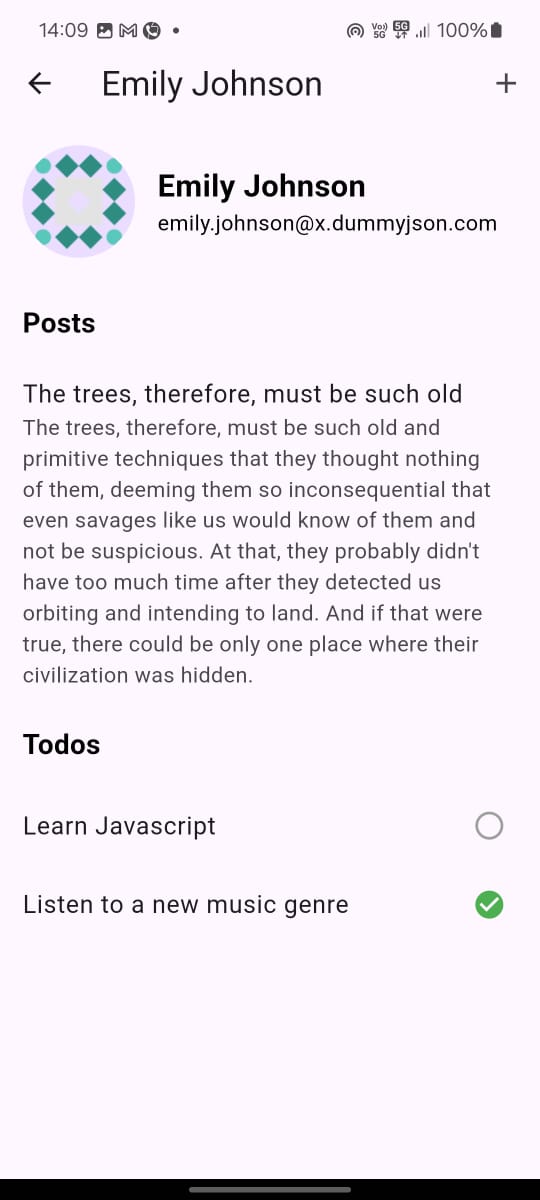 14:09
Vo)) 5G 5G 100%
Emily Johnson
Emily Johnson
emily.johnson@x.dummyjson.com
Posts
The trees, therefore, must be such old
The trees, therefore, must be such old and
primitive techniques that they thought nothing
of them, deeming them so inconsequential that
even savages like us would know of them and
not be suspicious. At that, they probably didn't
have too much time after they detected us
orbiting and intending to land. And if that were
true, there could be only one place where their
civilization was hidden.
Todos
Learn Javascript
Listen to a new music genre